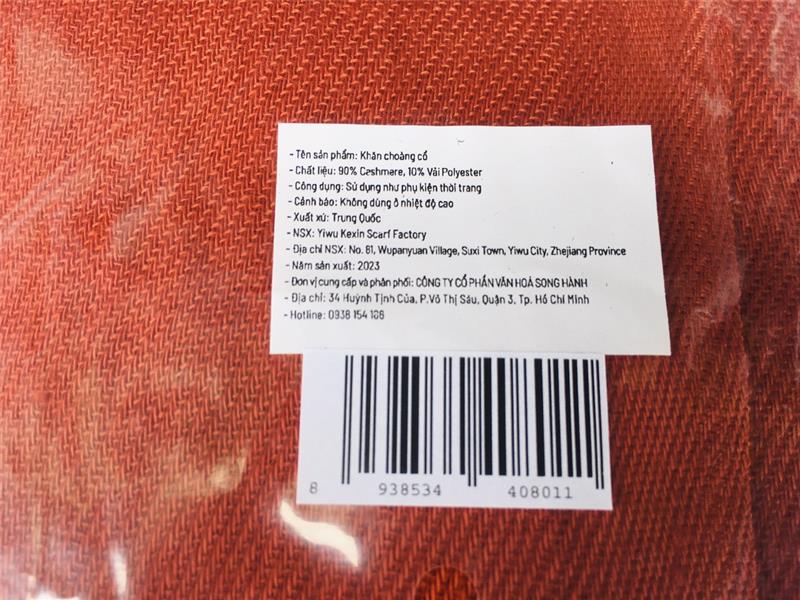 - Tên sản phẩm: Khăn choàng cổ
- Chất liệu: 90% Cashmere, 10% Vải Polyester
- Công dụng: Sử dụng như phụ kiện thời trang
- Cảnh báo: Không dùng ở nhiệt độ cao
- Xuất xứ: Trung Quốc
- NSX: Yiwu Kexin Scarf Factory
- Địa chỉ NSX: No. 81, Wupanyuan Village, Suxi Town, Yiwu City, Zhejiang Province
- Năm sản xuất: 2023
- Đơn vị cung cấp và phân phối: CÔNG TY CỔ PHẦN VĂN HOÁ SONG HÀNH
- Địa chỉ: 34 Huỳnh Tịnh Của, P.Võ Thị Sáu, Quận 3, Tp. Hồ Chí Minh
- Hotline: 0938 154 186
8 938534 408011